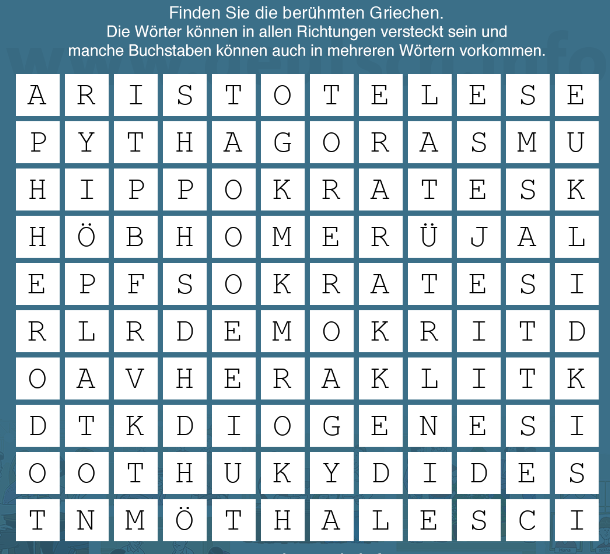 Finden Sie die berühmten Griechen.
Die Wörter können in allen Richtungen versteckt sein und
manche Buchstaben können auch in mehreren Wörtern vorkommen.
A R I S T O T E L E S E
P Y T H A G O R A S M U
H I P P O K R A T E S K
H Ö B H O M E R Ü J A L
E P F S O K R A T E S I
R L R D E M O K R I T D
O A V H E R A K L I T K
D T K D I O G E N E S I
O O T H U K Y D I D E S
T N M Ö T H A L E S C I